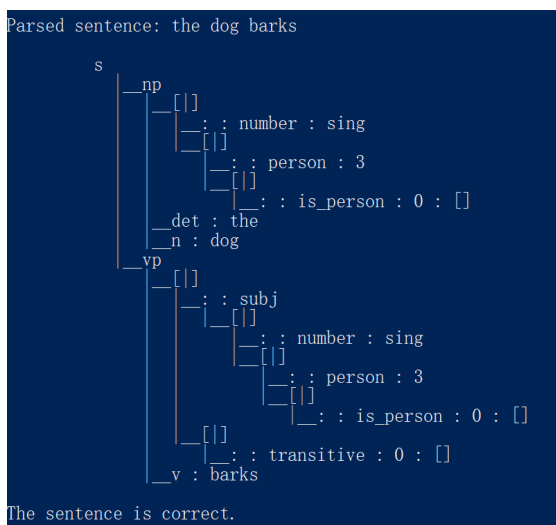 Parsed sentence: the dog barks
s
|__np
|__[|]
|__: : number : sing
|__[|]
|__: : person : 3
|__[|]
|__: : is_person : 0 : []
|__det : the
|__n : dog
|__vp
|__[|]
|__: : subj
|__[|]
|__: : number : sing
|__[|]
|__: : person : 3
|__[|]
|__: : is_person : 0 : []
|__[|]
|__: : transitive : 0 : []
|__v : barks
The sentence is correct.